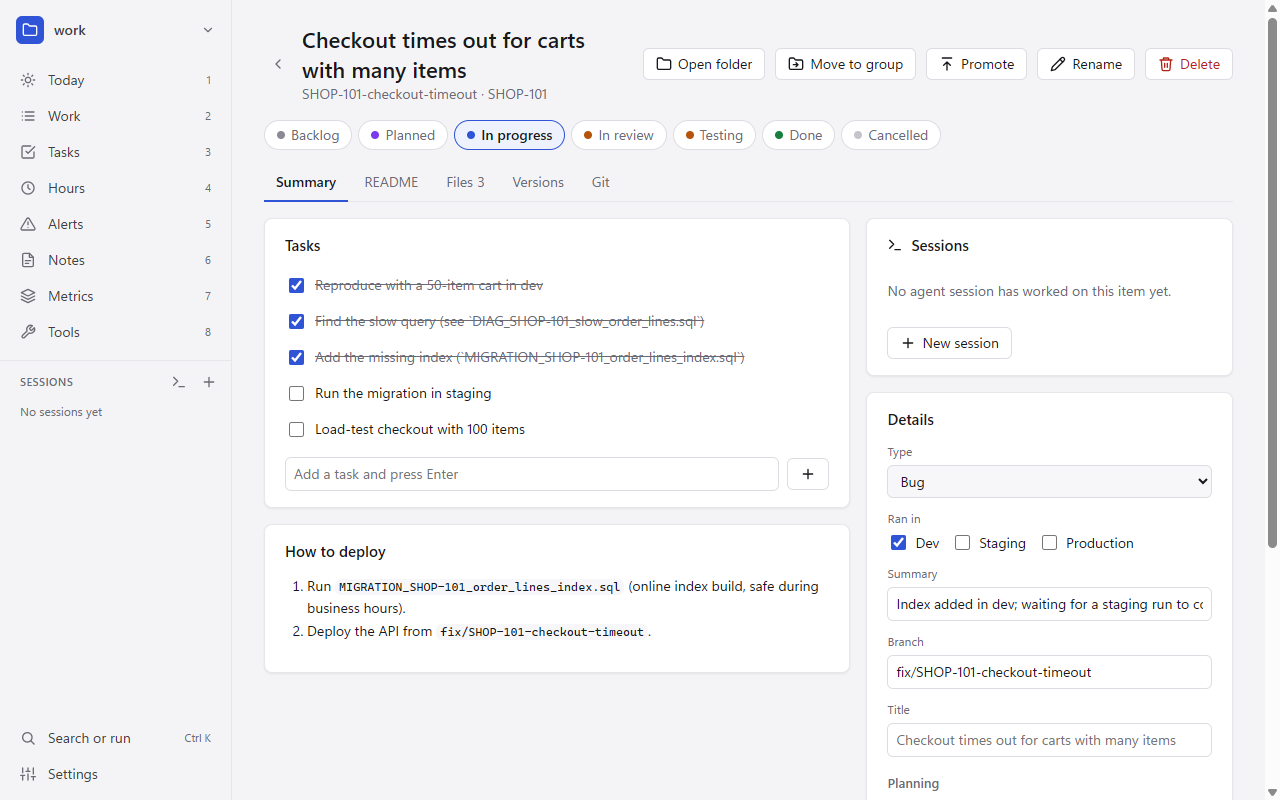 work
Today 1
Work 2
Tasks 3
Hours 4
Alerts 5
Notes 6
Metrics 7
Tools 8
SESSIONS
No sessions yet
Search or run Ctrl K
Settings
Checkout times out for carts
with many items
SHOP-101-checkout-timeout · SHOP-101
Open folder
Move to group
Promote
Rename
Delete
Backlog
Planned
In progress
In review
Testing
Done
Cancelled
Summary
README
Files 3
Versions
Git
Tasks
Reproduce with a 50-item cart in dev
Find the slow query (see `DIAG_SHOP-101_slow_order_lines.sql`)
Add the missing index (`MIGRATION_SHOP-101_order_lines_index.sql`)
Run the migration in staging
Load-test checkout with 100 items
Add a task and press Enter
How to deploy
1. Run MIGRATION_SHOP-101_order_lines_index.sql (online index build, safe during
business hours).
2. Deploy the API from fix/SHOP-101-checkout-timeout.
Sessions
No agent session has worked on this item yet.
New session
Details
Type
Bug
Ran in
Dev
Staging
Production
Summary
Index added in dev; waiting for a staging run to co
Branch
fix/SHOP-101-checkout-timeout
Title
Checkout times out for carts with many items
Planning